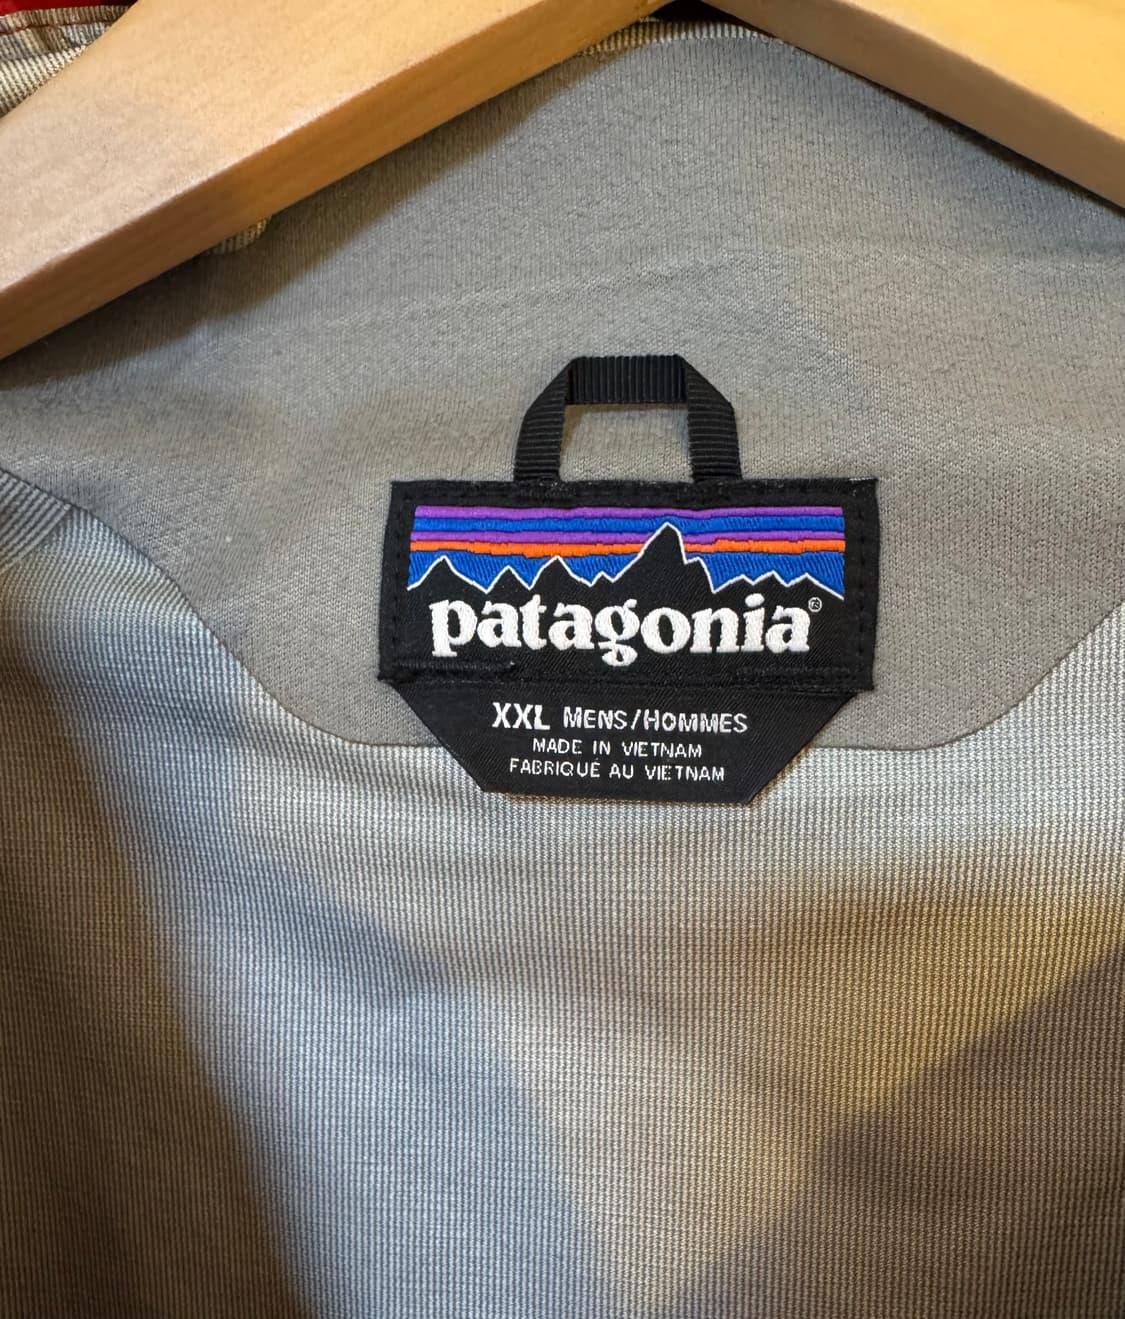 patagonia®
XXL MENS/HOMMES
MADE IN VIETNAM
FABRIQUÉ AU VIETNAM